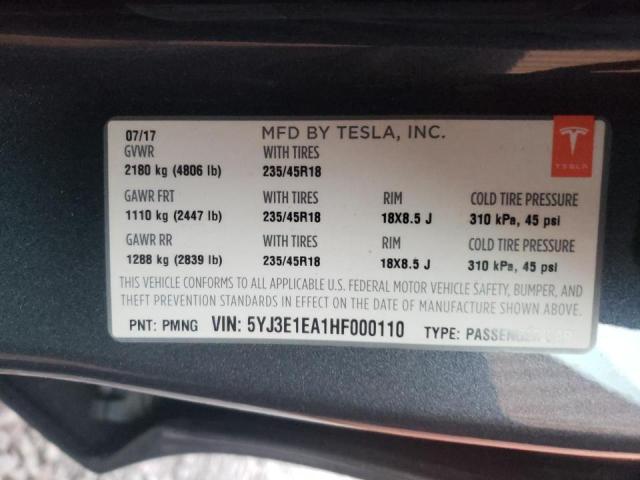 07/17 MFD BY TESLA, INC.
GVWR WITH TIRES
2180 kg (4806 lb) 235/45R18
TESLA
GAWR FRT WITH TIRES RIM COLD TIRE PRESSURE
1110 kg (2447 lb) 235/45R18 18X8.5 J 310 kPa, 45 psi
GAWR RR WITH TIRES RIM COLD TIRE PRESSURE
1288 kg (2839 lb) 235/45R18 18X8.5 J 310 kPa, 45 psi
THIS VEHICLE CONFORMS TO ALL APPLICABLE U.S. FEDERAL MOTOR VEHICLE SAFETY, BUMPER, AND
THEFT PREVENTION STANDARDS IN EFFECT ON THE DATE OF MANUFACTURE SHOWN ABOVE.
PNT: PMNG VIN: 5YJ3E1EA1HF000110 TYPE: PASSENGER CAR